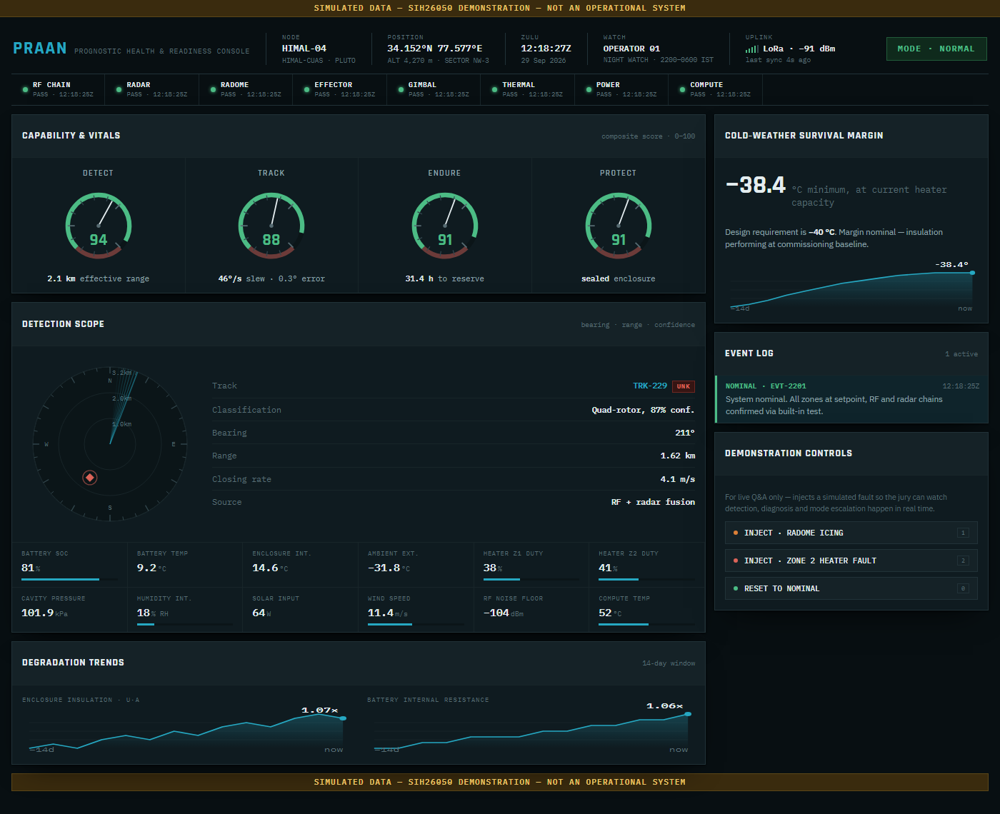 SIMULATED DATA — SIH26050 DEMONSTRATION — NOT AN OPERATIONAL SYSTEM
PRAAN PROGNOSTIC HEALTH & READINESS CONSOLE
NODE
HIMAL-04
HIMAL-CUAS · PLUTO
POSITION
34.152°N 77.577°E
ALT 4,270 m · SECTOR NW-3
ZULU
12:18:27Z
29 Sep 2026
WATCH
OPERATOR 01
NIGHT WATCH · 2200–0600 IST
UPLINK
LoRa · −91 dBm
last sync 4s ago
MODE · NORMAL
RF CHAIN
PASS · 12:18:25Z
RADAR
PASS · 12:18:25Z
RADOME
PASS · 12:18:25Z
EFFECTOR
PASS · 12:18:25Z
GIMBAL
PASS · 12:18:25Z
THERMAL
PASS · 12:18:25Z
POWER
PASS · 12:18:25Z
COMPUTE
PASS · 12:18:25Z
CAPABILITY & VITALS
composite score · 0–100
DETECT
94
2.1 km effective range
TRACK
88
46°/s slew · 0.3° error
ENDURE
91
31.4 h to reserve
PROTECT
91
sealed enclosure
DETECTION SCOPE
bearing · range · confidence
3.2km
N
2.0km
1.0km
W
E
S
Track
TRK-229 UNK
Classification
Quad-rotor, 87% conf.
Bearing
211°
Range
1.62 km
Closing rate
4.1 m/s
Source
RF + radar fusion
BATTERY SOC
81%
BATTERY TEMP
9.2°C
ENCLOSURE INT.
14.6°C
AMBIENT EXT.
−31.8°C
HEATER Z1 DUTY
38%
HEATER Z2 DUTY
41%
CAVITY PRESSURE
101.9kPa
HUMIDITY INT.
18% RH
SOLAR INPUT
64W
WIND SPEED
11.4m/s
RF NOISE FLOOR
−104dBm
COMPUTE TEMP
52°C
DEGRADATION TRENDS
14-day window
ENCLOSURE INSULATION · U·A
1.07×
−14d
now
BATTERY INTERNAL RESISTANCE
1.06×
−14d
now
COLD-WEATHER SURVIVAL MARGIN
−38.4 °C minimum, at current heater
capacity
Design requirement is −40 °C. Margin nominal — insulation
performing at commissioning baseline.
-38.4°
−14d
now
EVENT LOG
1 active
NOMINAL · EVT-2201
12:18:25Z
System nominal. All zones at setpoint, RF and radar chains
confirmed via built-in test.
DEMONSTRATION CONTROLS
For live Q&A only — injects a simulated fault so the jury can watch
detection, diagnosis and mode escalation happen in real time.
INJECT · RADOME ICING
1
INJECT · ZONE 2 HEATER FAULT
2
RESET TO NOMINAL
0
SIMULATED DATA — SIH26050 DEMONSTRATION — NOT AN OPERATIONAL SYSTEM